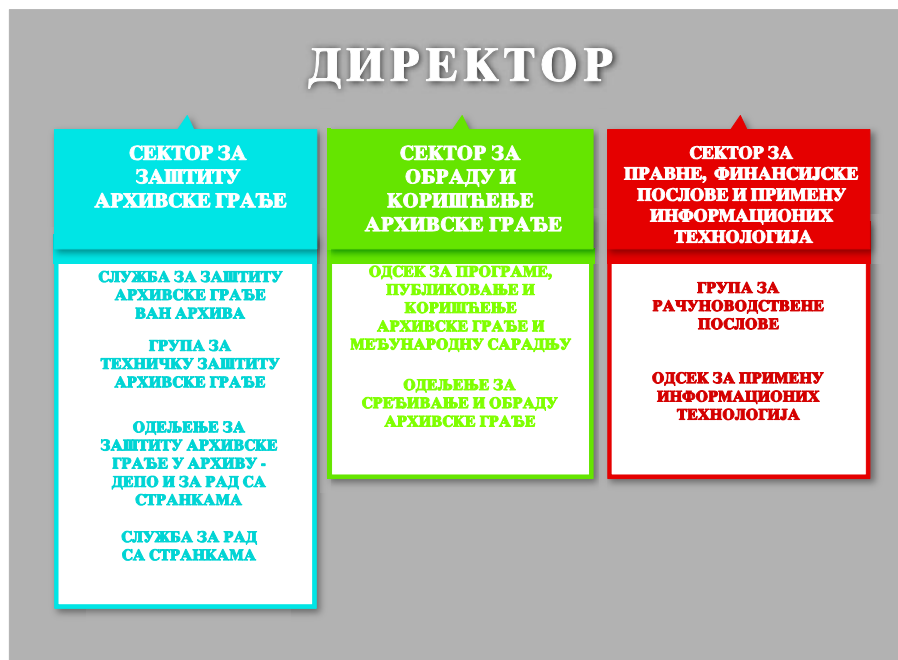 ДИРЕКТОР
СЕКТОР ЗА
ЗАШТИТУ
АРХИВСКЕ ГРАЂЕ
СЛУЖБА ЗА ЗАШТИТУ
АРХИВСКЕ ГРАЂЕ
ВАН АРХИВА
ГРУПА ЗА
ТЕХНИЧКУ ЗАШТИТУ
АРХИВСКЕ ГРАЂЕ
ОДЕЉЕЊЕ ЗА
ЗАШТИТУ АРХИВСКЕ
ГРАЂЕ У АРХИВУ -
ДЕПО И ЗА РАД СА
СТРАНКАМА
СЛУЖБА ЗА РАД
СА СТРАНКАМА
СЕКТОР ЗА
ОБРАДУ И
КОРИШЋЕЊЕ
АРХИВСКЕ ГРАЂЕ
ОДСЕК ЗА ПРОГРАМЕ,
ПУБЛИКОВАЊЕ И
КОРИШЋЕЊЕ
АРХИВСКЕ ГРАЂЕ И
МЕЂУНАРОДНУ САРАДЊУ
ОДЕЉЕЊЕ ЗА
СРЕЂИВАЊЕ И ОБРАДУ
АРХИВСКЕ ГРАЂЕ
СЕКТОР ЗА
ПРАВНЕ, ФИНАНСИЈСКЕ
ПОСЛОВЕ И ПРИМЕНУ
ИНФОРМАЦИОНИХ
ТЕХНОЛОГИЈА
ГРУПА ЗА
РАЧУНОВОДСТВЕНЕ
ПОСЛОВЕ
ОДСЕК ЗА ПРИМЕНУ
ИНФОРМАЦИОНИХ
ТЕХНОЛОГИЈА